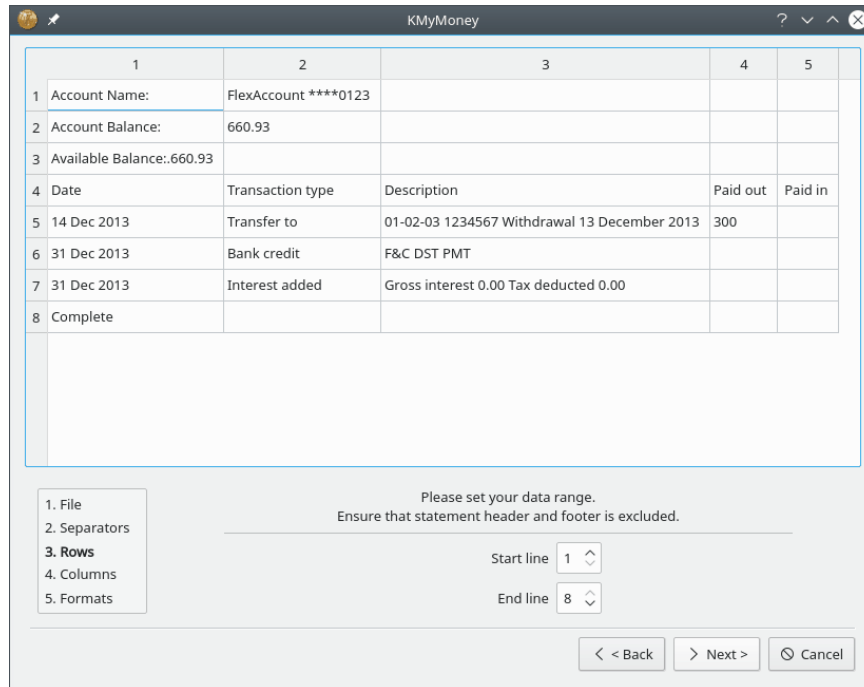 KMyMoney
1 2 3 4 5
1 Account Name: FlexAccount ****0123
2 Account Balance: 660.93
3 Available Balance:.660.93
4 Date Transaction type Description Paid out Paid in
5 14 Dec 2013 Transfer to 01-02-03 1234567 Withdrawal 13 December 2013 300
6 31 Dec 2013 Bank credit F&C DST PMT
7 31 Dec 2013 Interest added Gross interest 0.00 Tax deducted 0.00
8 Complete
1. File
2. Separators
3. Rows
4. Columns
5. Formats
Please set your data range.
Ensure that statement header and footer is excluded.
Start line 1
End line 8
< Back Next > Cancel